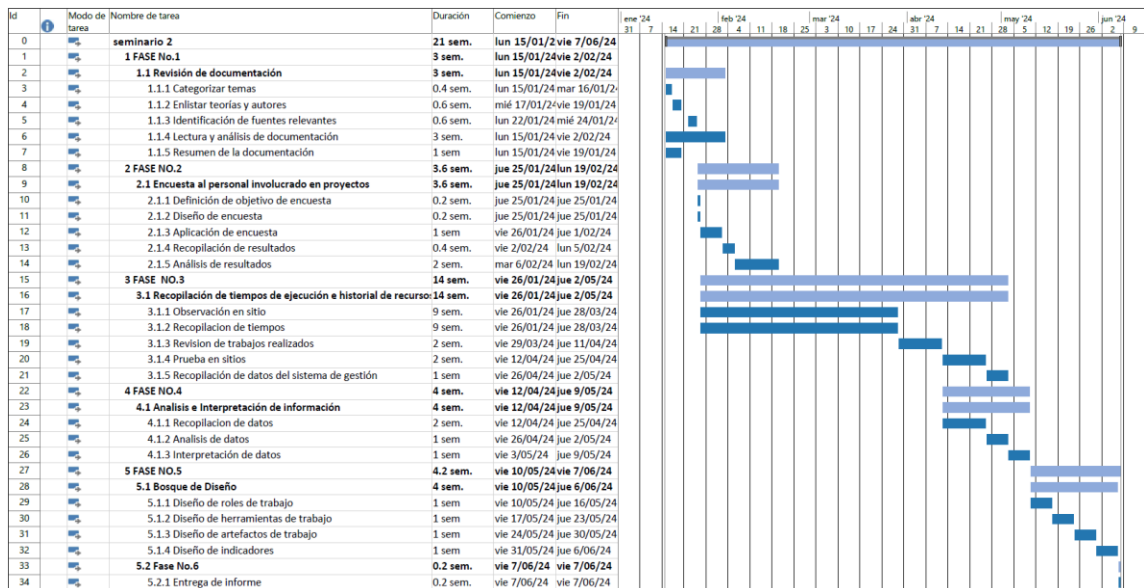 Id Modo de tarea Nombre de tarea Duración Comienzo Fin
ene '24 feb '24 mar '24 abr '24 may '24 jun '24
31 7 14 21 28 4 11 18 25 3 10 17 24 31 7 14 21 28 5 12 19 26 2 9
0 seminario 2 21 sem. lun 15/01/2 vie 7/06/24
1 1 FASE No.1 3 sem. lun 15/01/24 vie 2/02/24
2 1.1 Revisión de documentación 3 sem. lun 15/01/24 vie 2/02/24
3 1.1.1 Categorizar temas 0.4 sem. lun 15/01/24 mar 16/01/24
4 1.1.2 Enlistar teorías y autores 0.6 sem. mié 17/01/24 vie 19/01/24
5 1.1.3 Identificación de fuentes relevantes 0.6 sem. lun 22/01/24 mié 24/01/24
6 1.1.4 Lectura y análisis de documentación 3 sem. lun 15/01/24 vie 2/02/24
7 1.1.5 Resumen de la documentación 1 sem lun 15/01/24 vie 19/01/24
8 2 FASE NO.2 3.6 sem. jue 25/01/24 lun 19/02/24
9 2.1 Encuesta al personal involucrado en proyectos 3.6 sem. jue 25/01/24 lun 19/02/24
10 2.1.1 Definición de objetivo de encuesta 0.2 sem. jue 25/01/24 jue 25/01/24
11 2.1.2 Diseño de encuesta 0.2 sem. jue 25/01/24 jue 25/01/24
12 2.1.3 Aplicación de encuesta 1 sem vie 26/01/24 jue 1/02/24
13 2.1.4 Recopilación de resultados 0.4 sem. vie 2/02/24 lun 5/02/24
14 2.1.5 Análisis de resultados 2 sem. mar 6/02/24 lun 19/02/24
15 3 FASE NO.3 14 sem. vie 26/01/24 jue 2/05/24
16 3.1 Recopilación de tiempos de ejecución e historial de recurso: 14 sem. vie 26/01/24 jue 2/05/24
17 3.1.1 Observación en sitio 9 sem. vie 26/01/24 jue 28/03/24
18 3.1.2 Recopilacion de tiempos 9 sem. vie 26/01/24 jue 28/03/24
19 3.1.3 Revision de trabajos realizados 2 sem. vie 29/03/24 jue 11/04/24
20 3.1.4 Prueba en sitios 2 sem. vie 12/04/24 jue 25/04/24
21 3.1.5 Recopilación de datos del sistema de gestión 1 sem vie 26/04/24 jue 2/05/24
22 4 FASE NO.4 4 sem. vie 12/04/24 jue 9/05/24
23 4.1 Analisis e Interpretación de información 4 sem. vie 12/04/24 jue 9/05/24
24 4.1.1 Recopilacion de datos 2 sem. vie 12/04/24 jue 25/04/24
25 4.1.2 Analisis de datos 1 sem vie 26/04/24 jue 2/05/24
26 4.1.3 Interpretación de datos 1 sem vie 3/05/24 jue 9/05/24
27 5 FASE NO.5 4.2 sem. vie 10/05/24 vie 7/06/24
28 5.1 Bosque de Diseño 4 sem. vie 10/05/24 jue 6/06/24
29 5.1.1 Diseño de roles de trabajo 1 sem vie 10/05/24 jue 16/05/24
30 5.1.2 Diseño de herramientas de trabajo 1 sem vie 17/05/24 jue 23/05/24
31 5.1.3 Diseño de artefactos de trabajo 1 sem vie 24/05/24 jue 30/05/24
32 5.1.4 Diseño de indicadores 1 sem vie 31/05/24 jue 6/06/24
33 5.2 Fase No.6 0.2 sem. vie 7/06/24 vie 7/06/24
34 5.2.1 Entrega de informe 0.2 sem. vie 7/06/24 vie 7/06/24